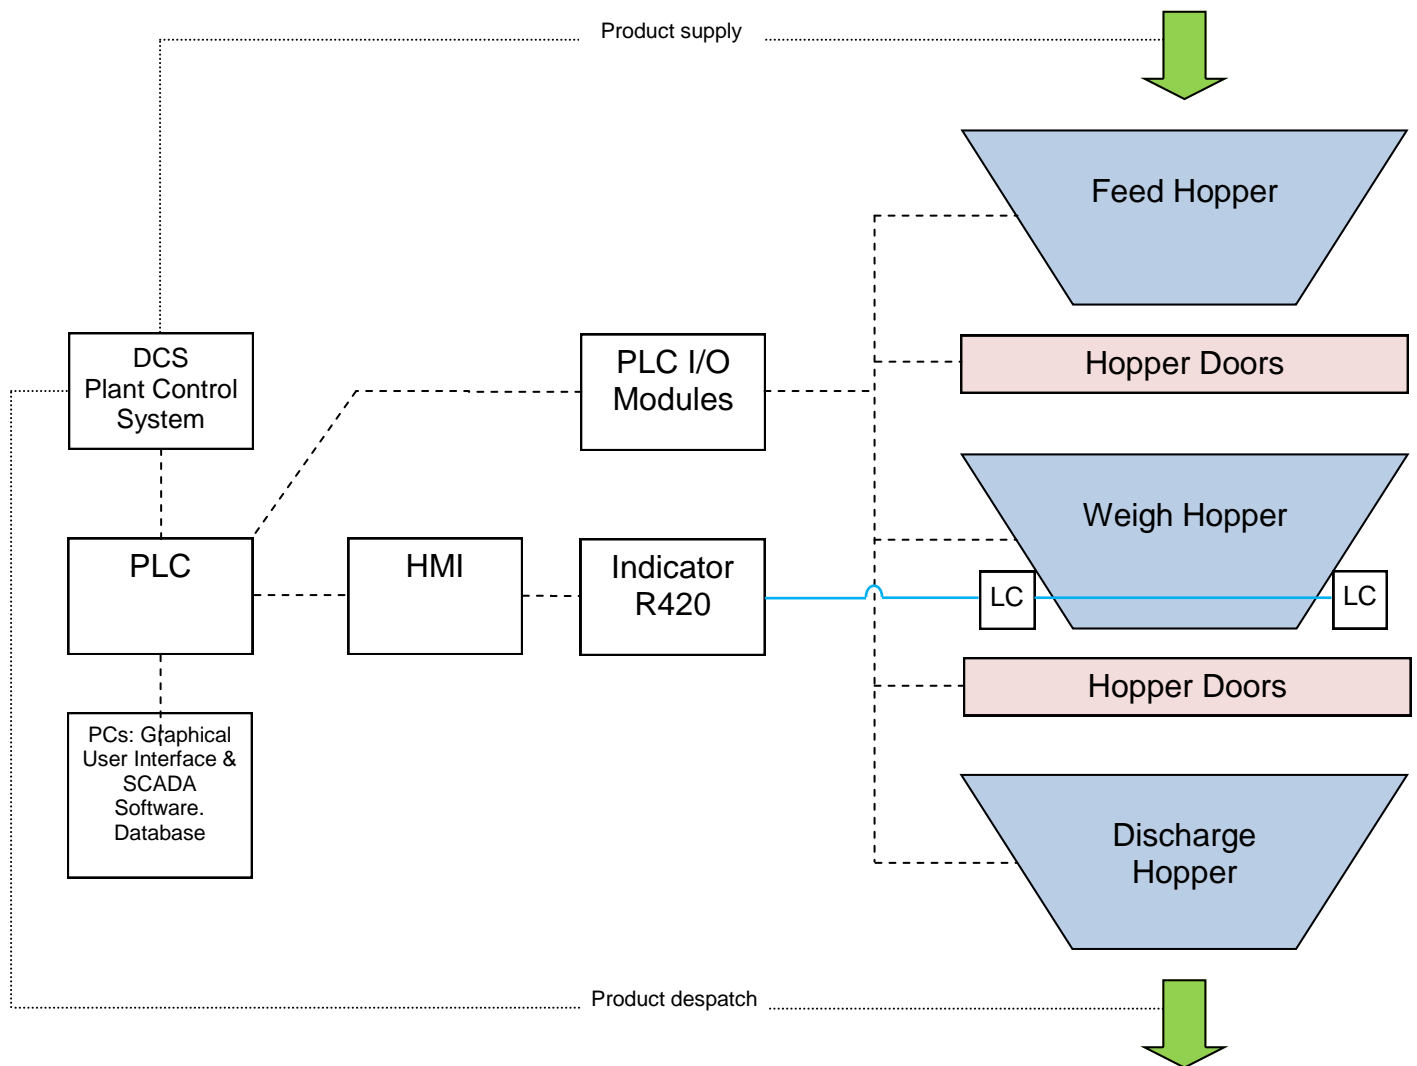 Product supply
Feed Hopper
DCS
Plant Control
System
PLC I/O
Modules
Hopper Doors
Weigh Hopper
PLC
HMI
Indicator
R420
LC
LC
Hopper Doors
PCs: Graphical
User Interface &
SCADA
Software.
Database
Discharge
Hopper
Product despatch